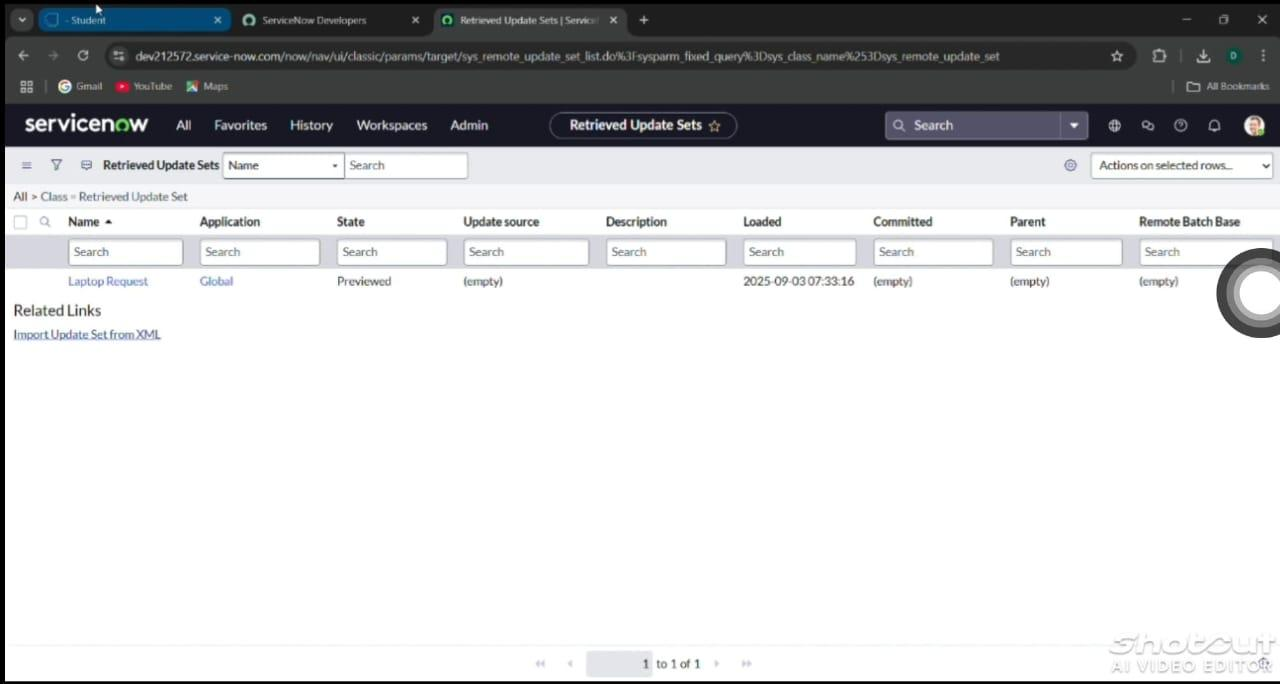 - Student
ServiceNow Developers
Retrieved Update Sets | Service
dev212572.service-now.com/now/nav/ui/classic/params/target/sys_remote_update_set_list.do%3Fsysparm_fixed_query%3Dsys_class_name%253Dsys_remote_update_set
D
Gmail YouTube Maps All Bookmarks
servicenow All Favorites History Workspaces Admin Retrieved Update Sets Search
Retrieved Update Sets Name Search Actions on selected rows...
All > Class = Retrieved Update Set
Name Application State Update source Description Loaded Committed Parent Remote Batch Base
Search Search Search Search Search Search Search Search Search
Laptop Request Global Previewed (empty) 2025-09-03 07:33:16 (empty) (empty) (empty)
Related Links
Import Update Set from XML
1 to 1 of 1
Shotcut
AI VIDEO EDITOR